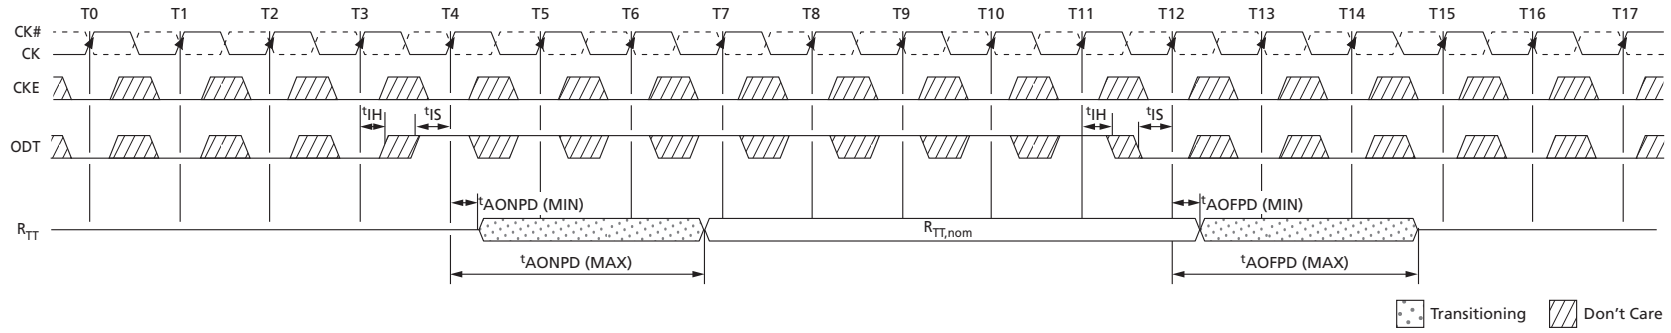 T0 T1 T2 T3 T4 T5 T6 T7 T8 T9 T10 T11 T12 T13 T14 T15 T16 T17
CK#
CK
CKE
tIH tIS tIH tIS
ODT
tAONPD (MIN) tAOFPD (MIN)
RTT RTT,nom
tAONPD (MAX) tAOFPD (MAX)
Transitioning Don't Care